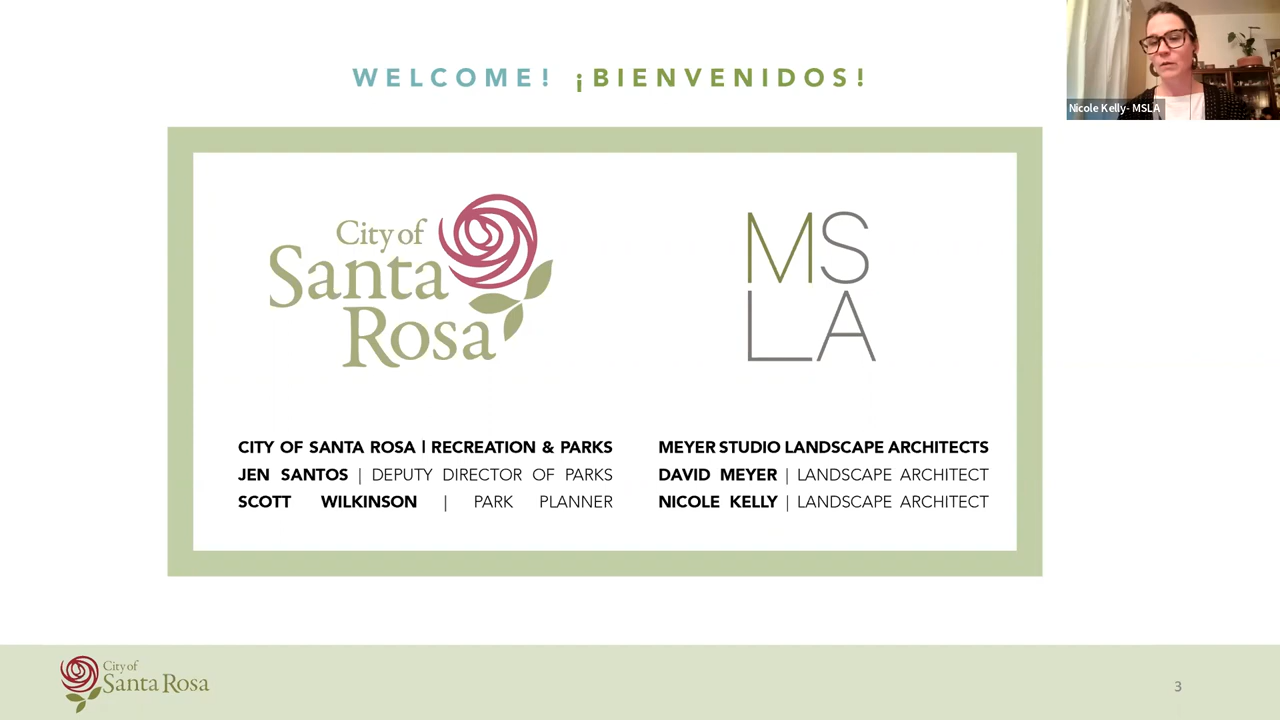 WELCOME! ¡BIENVENIDOS!
Nicole Kelly- MSLA
City of
Santa
Rosa
MS
LA
CITY OF SANTA ROSA | RECREATION & PARKS
JEN SANTOS | DEPUTY DIRECTOR OF PARKS
SCOTT WILKINSON | PARK PLANNER
MEYER STUDIO LANDSCAPE ARCHITECTS
DAVID MEYER | LANDSCAPE ARCHITECT
NICOLE KELLY | LANDSCAPE ARCHITECT
City of
Santa Rosa
3